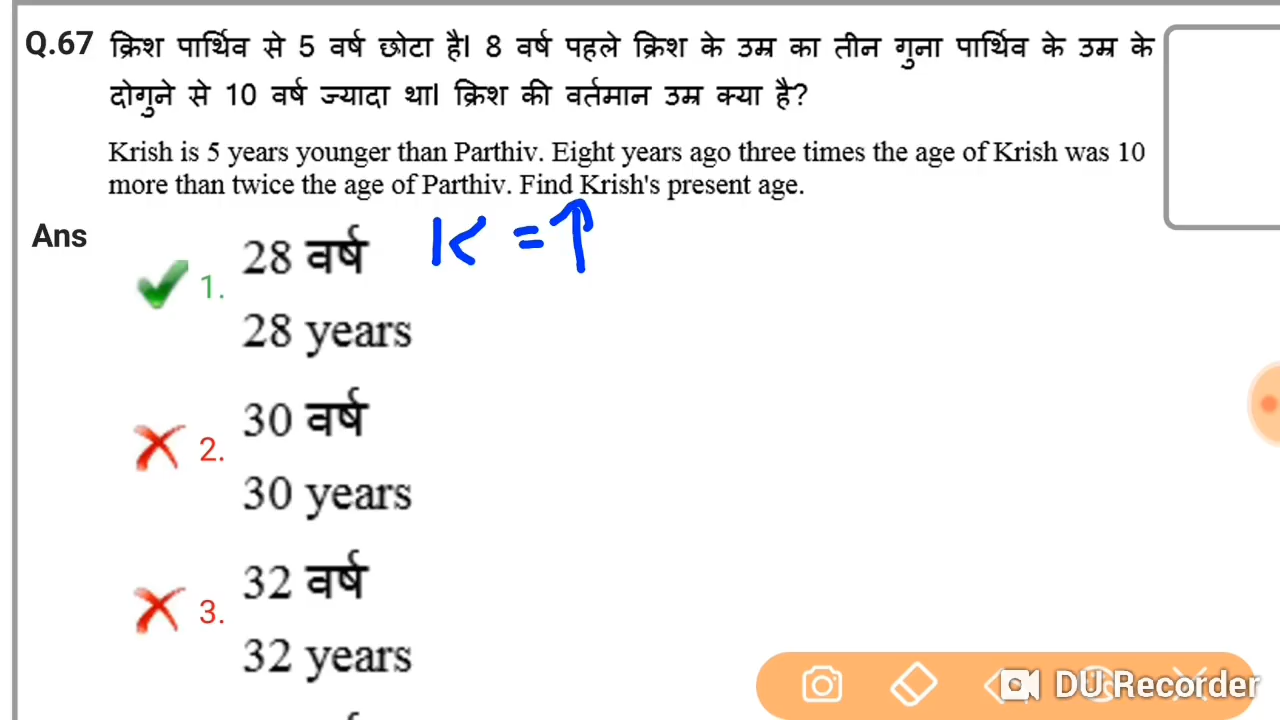 Q.67 क्रिश पार्थिव से 5 वर्ष छोटा है। 8 वर्ष पहले क्रिश के उम्र का तीन गुना पार्थिव के उम्र के
दोगुने से 10 वर्ष ज्यादा था। क्रिश की वर्तमान उम्र क्या है?
Krish is 5 years younger than Parthiv. Eight years ago three times the age of Krish was 10
more than twice the age of Parthiv. Find Krish's present age.
Ans
K =
1. 28 वर्ष
28 years
2. 30 वर्ष
30 years
3. 32 वर्ष
32 years
DU Recorder